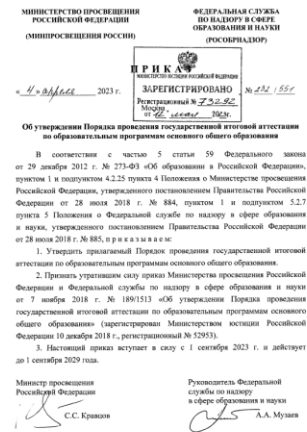 МИНИСТЕРСТВО ПРОСВЕЩЕНИЯ
РОССИЙСКОЙ ФЕДЕРАЦИИ
(МИНПРОСВЕЩЕНИЯ РОССИИ)
ФЕДЕРАЛЬНАЯ СЛУЖБА
ПО НАДЗОРУ В СФЕРЕ
ОБРАЗОВАНИЯ И НАУКИ
(РОСОБРНАДЗОР)
ПРИКАЗ
МИНИСТЕРСТВО ЮСТИЦИИ РОССИЙСКОЙ ФЕДЕРАЦИИ
ЗАРЕГИСТРИРОВАНО
Регистрационный № 73292
от "12" мая 2023г.
Москва
« 4 » апреля 2023 г.
№ 232/551
Об утверждении Порядка проведения государственной итоговой аттестации
по образовательным программам основного общего образования
В соответствии с частью 5 статьи 59 Федерального закона
от 29 декабря 2012 г. № 273-ФЗ «Об образовании в Российской Федерации»,
пунктом 1 и подпунктом 4.2.25 пункта 4 Положения о Министерстве просвещения
Российской Федерации, утвержденного постановлением Правительства Российской
Федерации от 28 июля 2018 г. № 884, пунктом 1 и подпунктом 5.2.7
пункта 5 Положения о Федеральной службе по надзору в сфере образования
и науки, утвержденного постановлением Правительства Российской Федерации
от 28 июля 2018 г. № 885, п р и к а з ы в а е м :
1. Утвердить прилагаемый Порядок проведения государственной итоговой
аттестации по образовательным программам основного общего образования.
2. Признать утратившим силу приказ Министерства просвещения Российской
Федерации и Федеральной службы по надзору в сфере образования и науки
от 7 ноября 2018 г. № 189/1513 «Об утверждении Порядка проведения
государственной итоговой аттестации по образовательным программам основного
общего образования» (зарегистрирован Министерством юстиции Российской
Федерации 10 декабря 2018 г., регистрационный № 52953).
3. Настоящий приказ вступает в силу с 1 сентября 2023 г. и действует
до 1 сентября 2029 года.
Министр просвещения
Российской Федерации
С.С. Кравцов
Руководитель Федеральной
службы по надзору
в сфере образования и науки
А.А. Музаев